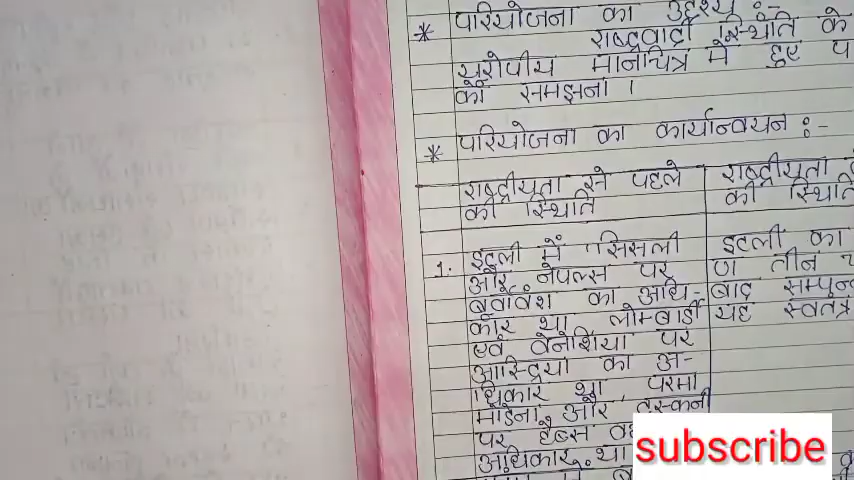 * परियोजना का उद्देश्य :-
राष्ट्रवादी स्थिति के
यूरोपीय मानचित्र में हुए प
को समझना ।
* परियोजना का कार्यान्वयन :-
राष्ट्रीयता से पहले
की स्थिति
राष्ट्रीयता
की स्थिति
1. इटली में सिसली
और नेपल्स पर
बूर्वावंश का अधि-
कार था लोम्बार्डी
एवं वेनेशिया पर
आस्ट्रिया का अ-
धिकार था, परमा
माडेना और टस्कनी
पर हैब्स
अधिकार था
इटली का
ण तीन
बाद सम्पुन
यह स्वतंत्र
subscribe